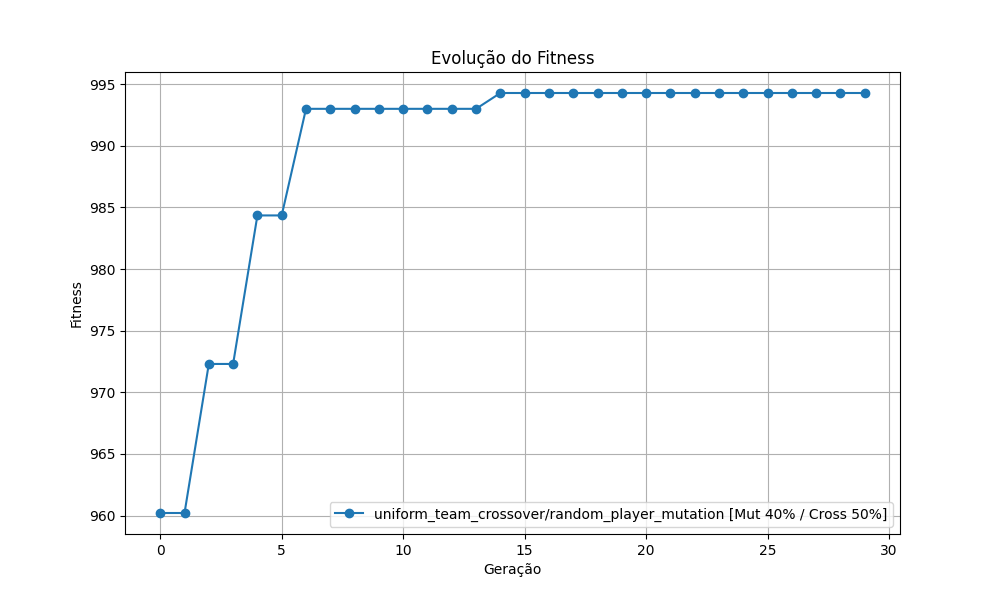 Evolução do Fitness
995
990
985
980
975
970
965
960
Fitness
uniform_team_crossover/random_player_mutation [Mut 40% / Cross 50%]
0 5 10 15 20 25 30
Geração